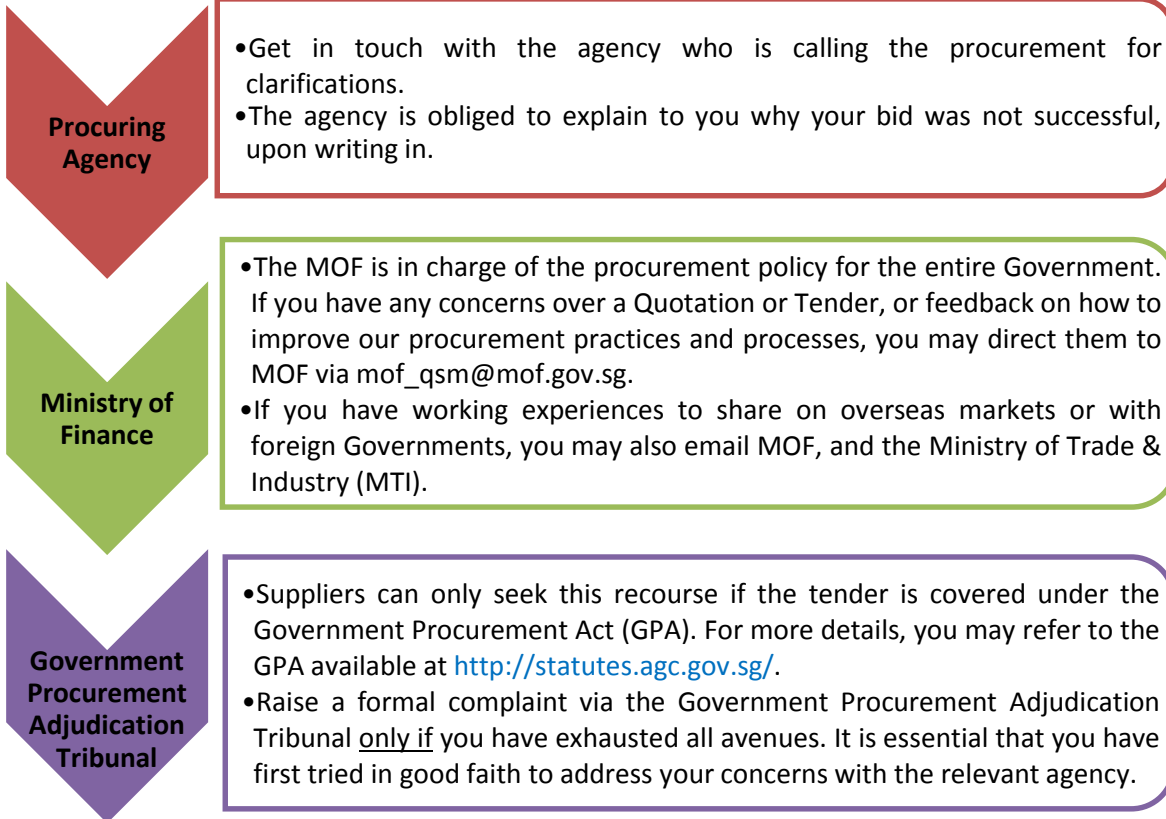 Procuring
Agency
•Get in touch with the agency who is calling the procurement for
clarifications.
•The agency is obliged to explain to you why your bid was not successful,
upon writing in.
Ministry of
Finance
•The MOF is in charge of the procurement policy for the entire Government.
If you have any concerns over a Quotation or Tender, or feedback on how to
improve our procurement practices and processes, you may direct them to
MOF via mof_qsm@mof.gov.sg.
•If you have working experiences to share on overseas markets or with
foreign Governments, you may also email MOF, and the Ministry of Trade &
Industry (MTI).
Government
Procurement
Adjudication
Tribunal
•Suppliers can only seek this recourse if the tender is covered under the
Government Procurement Act (GPA). For more details, you may refer to the
GPA available at http://statutes.agc.gov.sg/.
•Raise a formal complaint via the Government Procurement Adjudication
Tribunal only if you have exhausted all avenues. It is essential that you have
first tried in good faith to address your concerns with the relevant agency.